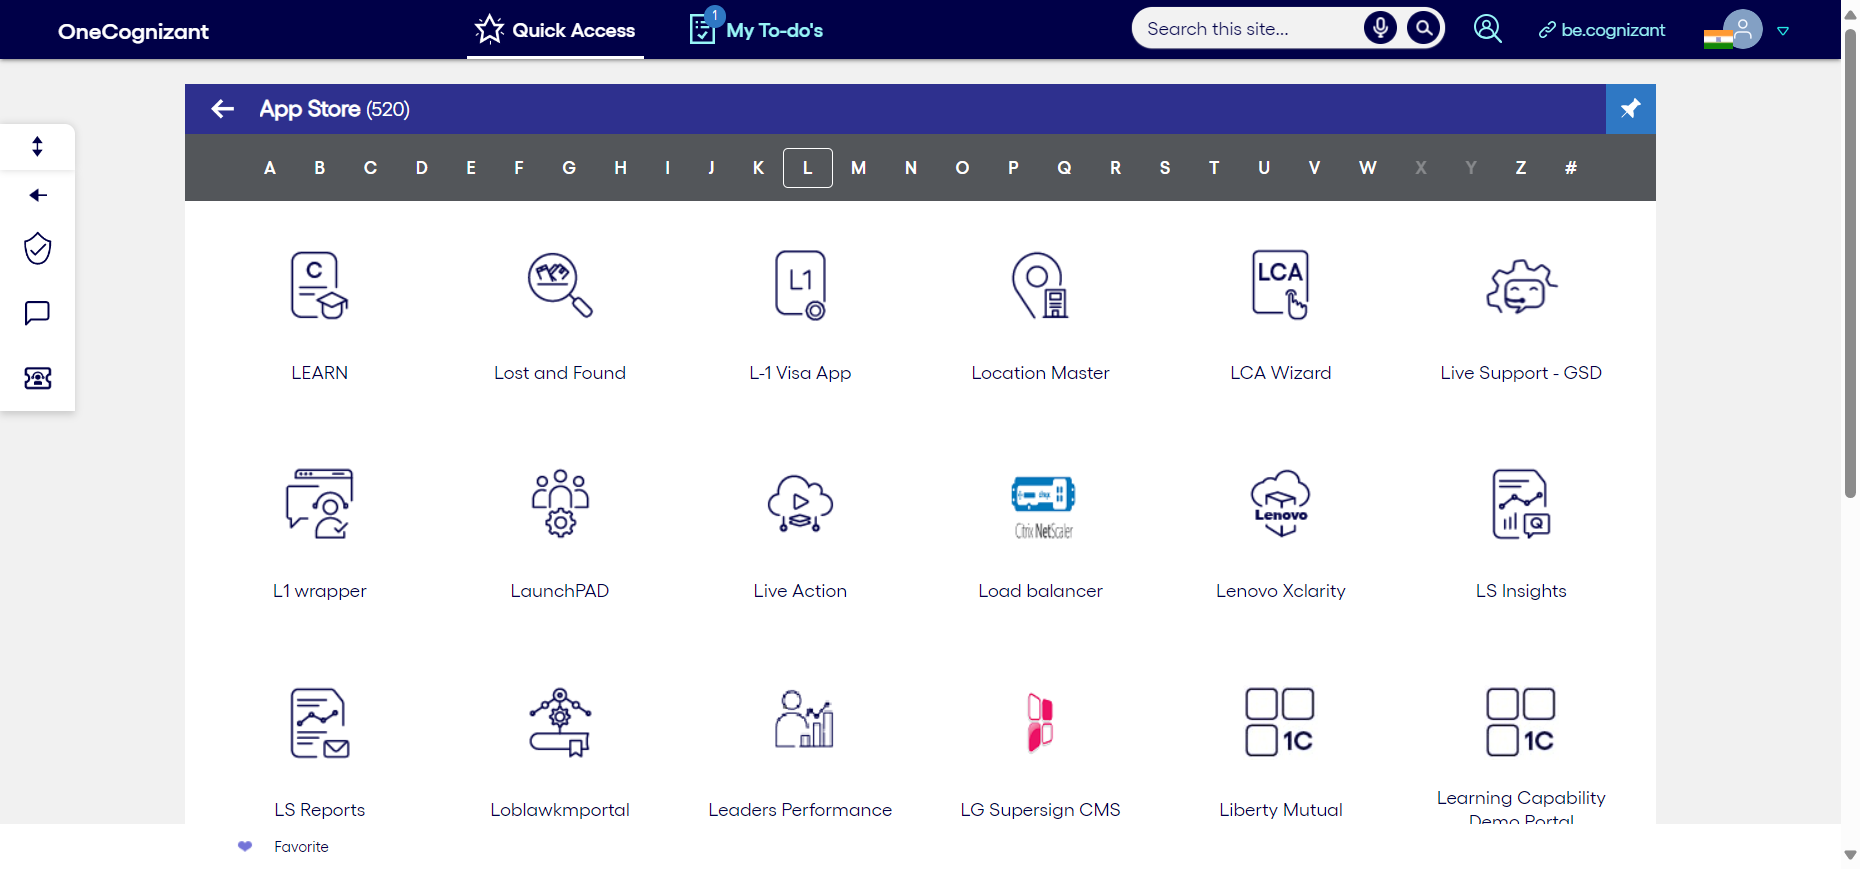 OneCognizant
Quick Access
1
My To-do's
Search this site...
be.cognizant
App Store (520)
A B C D E F G H I J K L M N O P Q R S T U V W X Y Z #
C
L1
LCA
LEARN
Lost and Found
L-1 Visa App
Location Master
LCA Wizard
Live Support - GSD
Citrix NetScaler
Lenovo
Q
L1 wrapper
LaunchPAD
Live Action
Load balancer
Lenovo Xclarity
LS Insights
1C
1C
LS Reports
Loblawkmportal
Leaders Performance
LG Supersign CMS
Liberty Mutual
Learning Capability
Demo Portal
Favorite